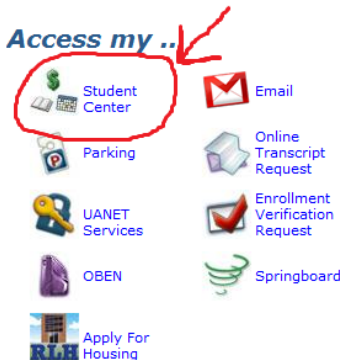 Access my ...
Student
Center
Email
Parking
P
Online
Transcript
Request
UANET
Services
Enrollment
Verification
Request
OBEN
Springboard
RLH
Apply For
Housing